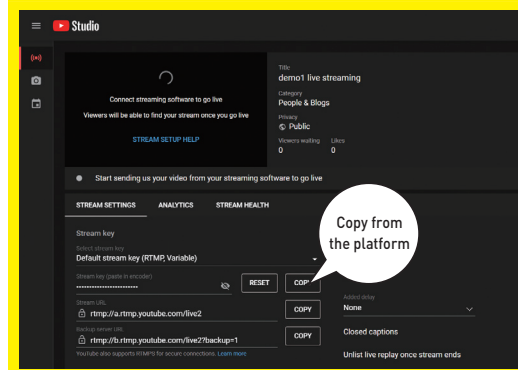 Studio
Title
demo1 live streaming
Category
People & Blogs
Privacy
Public
Viewers waiting Likes
0 0
Connect streaming software to go live
Viewers will be able to find your stream once you go live
STREAM SETUP HELP
Start sending us your video from your streaming software to go live
STREAM SETTINGS ANALYTICS STREAM HEALTH
Copy from
the platform
Stream key
Select stream key
Default stream key (RTMP, Variable)
Stream key (paste in encoder)
························
RESET COPY
Stream URL
rtmp://a.rtmp.youtube.com/live2
COPY
Added delay
None
Backup server URL
rtmp://b.rtmp.youtube.com/live2?backup=1
COPY
Closed captions
YouTube also supports RTMPS for secure connections. Learn more
Unlist live replay once stream ends